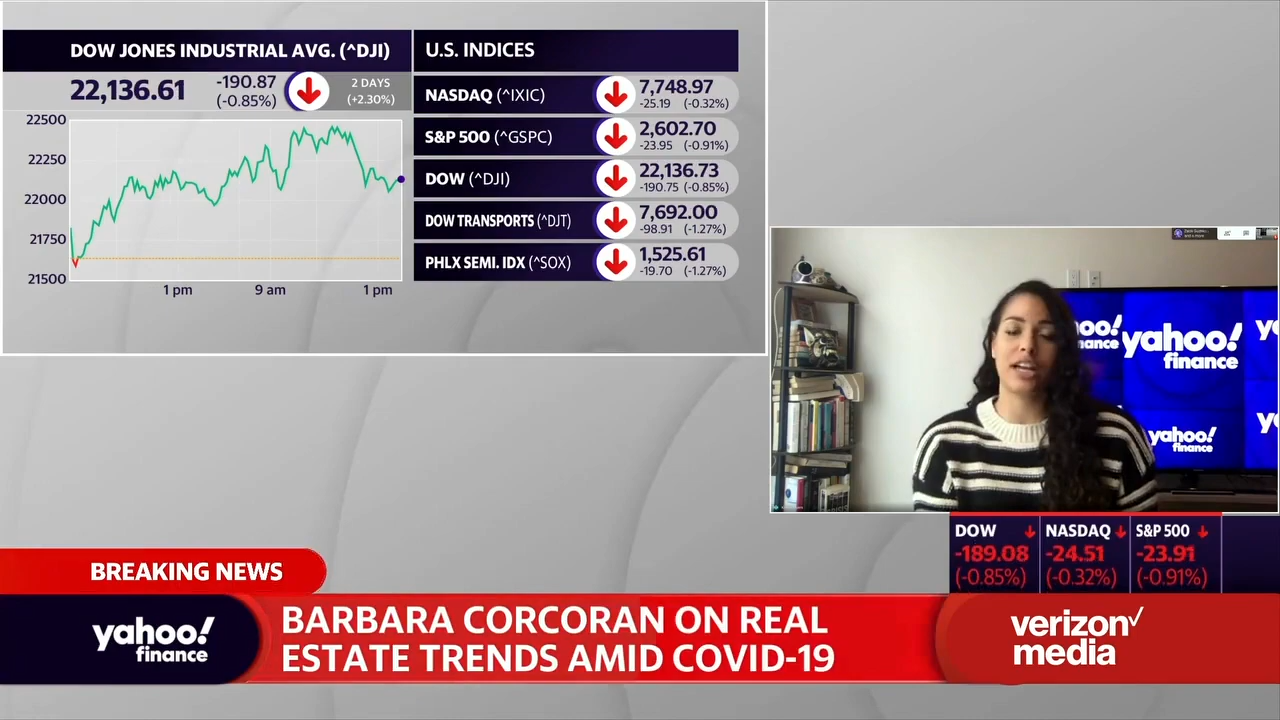 DOW JONES INDUSTRIAL AVG. (^DJI)
22,136.61
-190.87
(-0.85%)
2 DAYS
(+2.30%)
22500
22250
22000
21750
21500
1 pm
9 am
1 pm
U.S. INDICES
NASDAQ (^IXIC)
7,748.97
-25.19 (-0.32%)
S&P 500 (^GSPC)
2,602.70
-23.95 (-0.91%)
DOW (^DJI)
22,136.73
-190.75 (-0.85%)
DOW TRANSPORTS (^DJT)
7,692.00
-98.91 (-1.27%)
PHLX SEMI. IDX (^SOX)
1,525.61
-19.70 (-1.27%)
yahoo!
finance
yahoo!
finance
DOW
-189.08
(-0.85%)
NASDAQ
-24.51
(-0.32%)
S&P 500
-23.91
(-0.91%)
BREAKING NEWS
yahoo!
finance
BARBARA CORCORAN ON REAL
ESTATE TRENDS AMID COVID-19
verizon
media